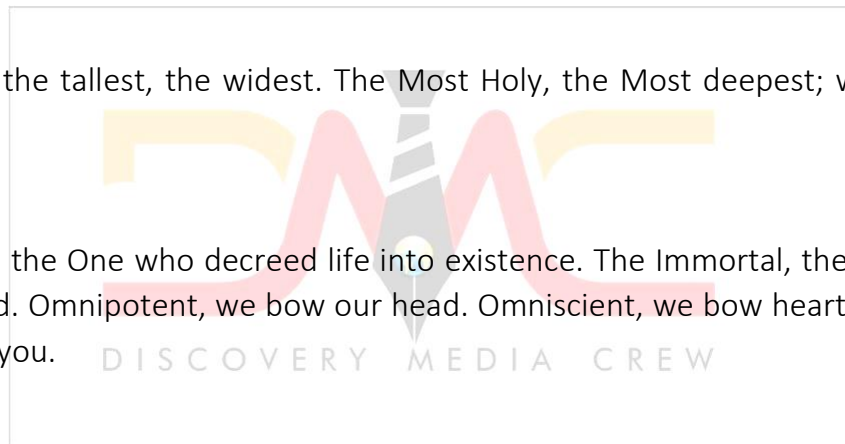 the tallest, the widest. The Most Holy, the Most deepest;
the One who decreed life into existence. The Immortal, the
Omnipotent, we bow our head. Omniscient, we bow heart
you.
DMC
DISCOVERY MEDIA CREW